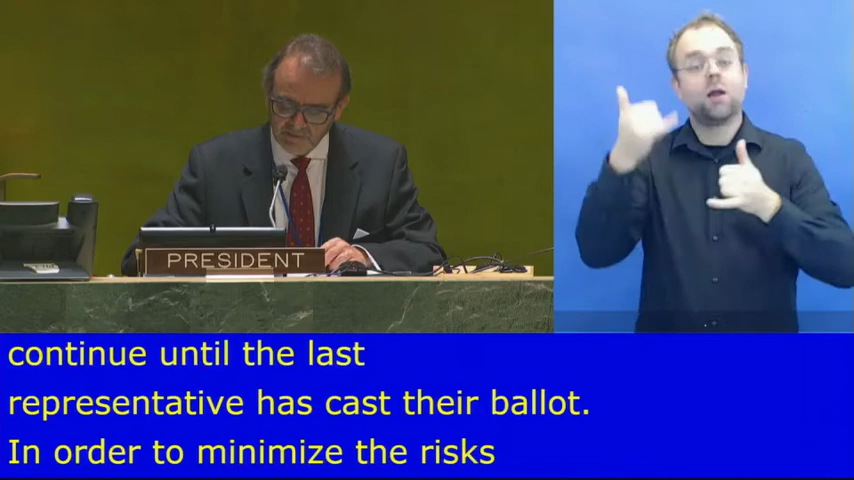 PRESIDENT
continue until the last
representative has cast their ballot.
In order to minimize the risks